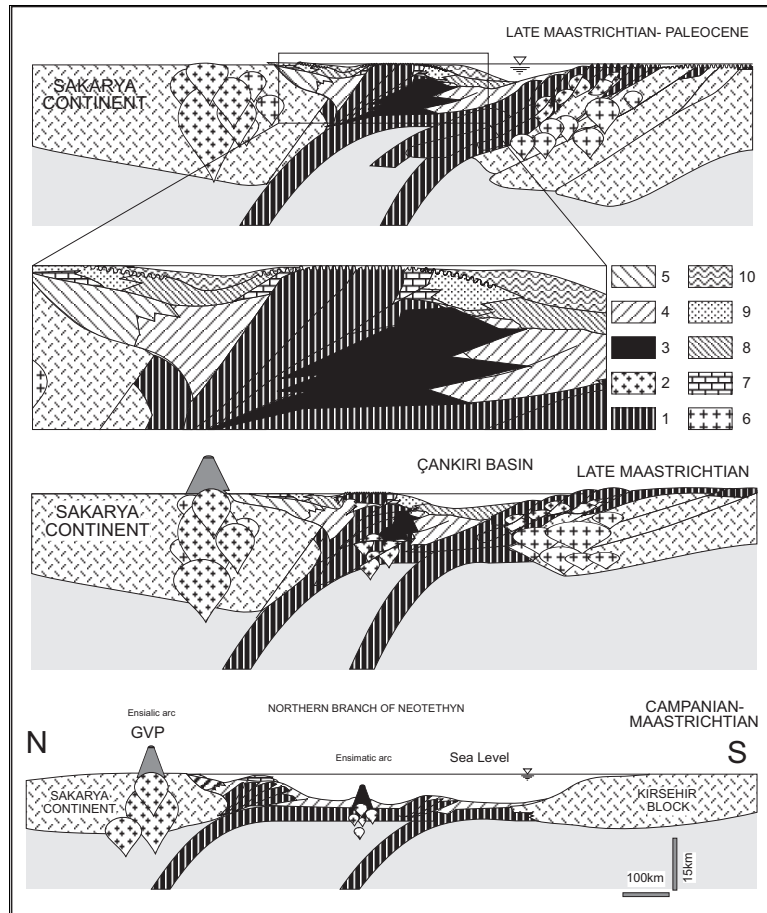 LATE MAASTRICHTIAN- PALEOCENE
SAKARYA
CONTINENT
5 10
4 9
3 8
2 7
1 6
ÇANKIRI BASIN
LATE MAASTRICHTIAN
SAKARYA
CONTINENT
NORTHERN BRANCH OF NEOTETHYN
CAMPANIAN-
MAASTRICHTIAN
Ensialic arc
GVP
N
Ensimatic arc
Sea Level
S
SAKARYA
CONTINENT.
KIRSEHİR
BLOCK
100km
15km